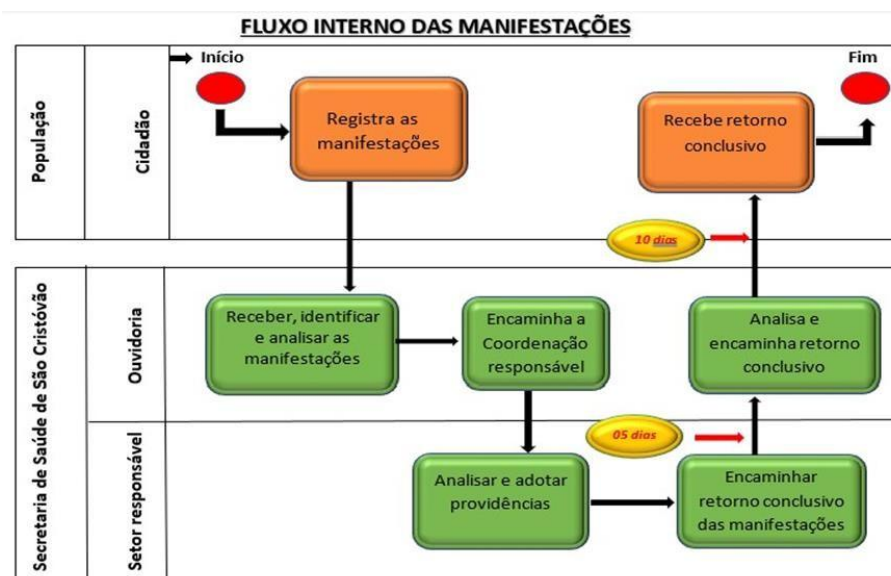 FLUXO INTERNO DAS MANIFESTAÇÕES
Início
Fim
População
Cidadão
Registra as
manifestações
Recebe retorno
conclusivo
10 dias
Secretaria de Saúde de São Cristóvão
Ouvidoria
Receber, identificar
e analisar as
manifestações
Encaminha a
Coordenação
responsável
Analisa e
encaminha retorno
conclusivo
05 dias
Setor responsável
Analisar e adotar
providências
Encaminhar
retorno conclusivo
das manifestações